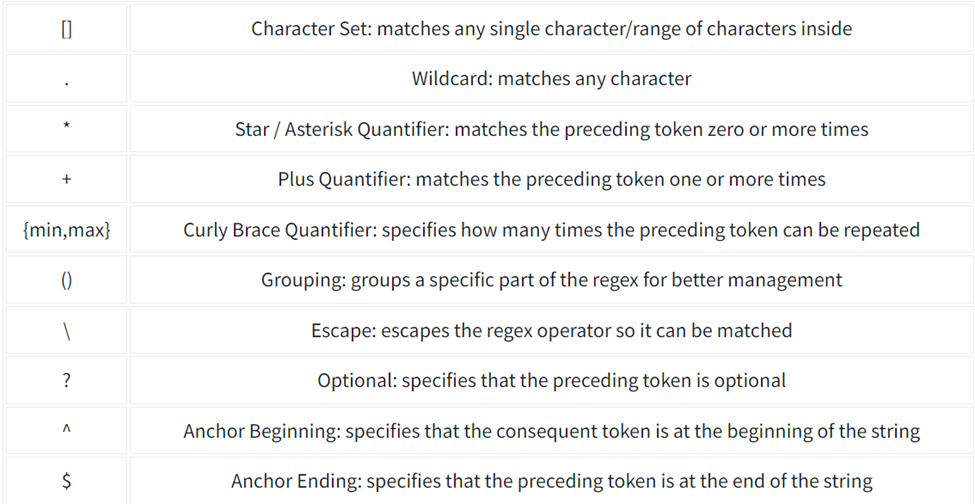 [] Character Set: matches any single character/range of characters inside
. Wildcard: matches any character
* Star / Asterisk Quantifier: matches the preceding token zero or more times
+ Plus Quantifier: matches the preceding token one or more times
{min,max} Curly Brace Quantifier: specifies how many times the preceding token can be repeated
() Grouping: groups a specific part of the regex for better management
\ Escape: escapes the regex operator so it can be matched
? Optional: specifies that the preceding token is optional
^ Anchor Beginning: specifies that the consequent token is at the beginning of the string
$ Anchor Ending: specifies that the preceding token is at the end of the string